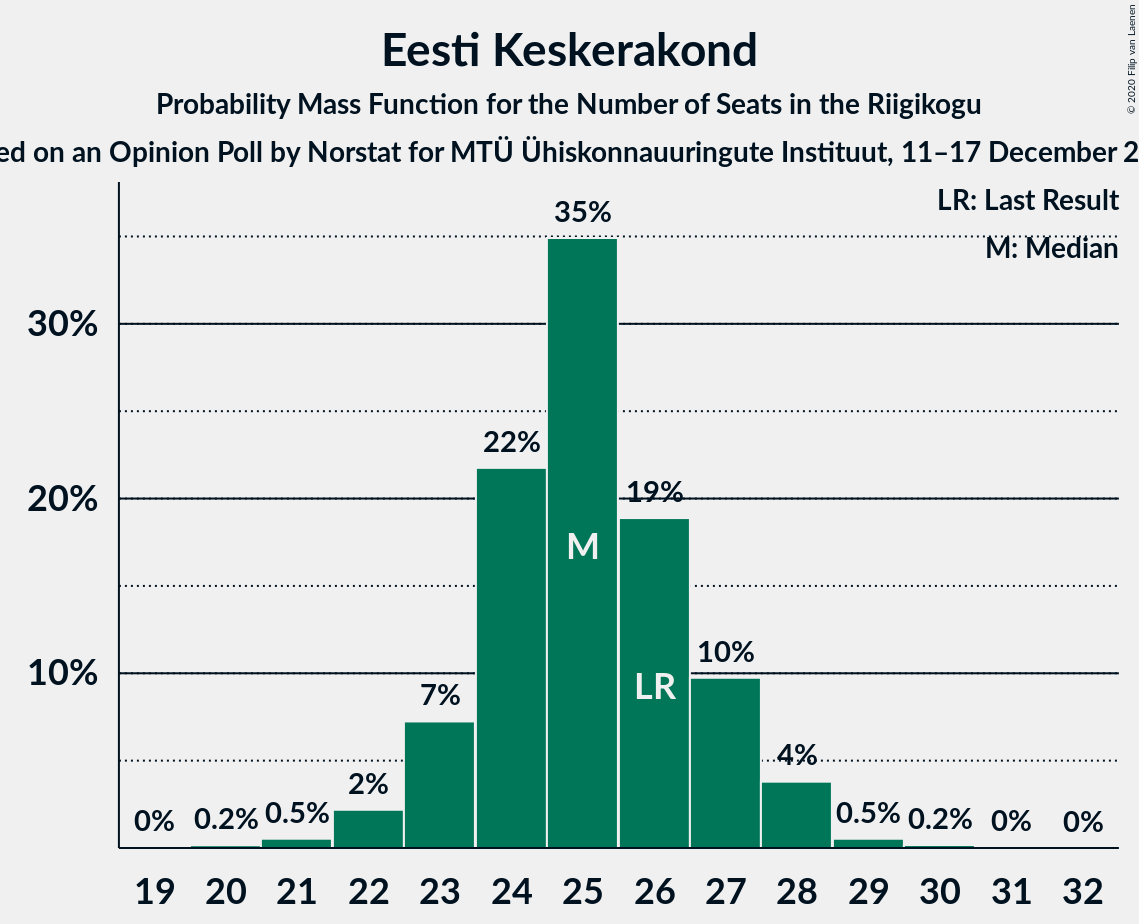 Eesti Keskerakond
Probability Mass Function for the Number of Seats in the Riigikogu
on an Opinion Poll by Norstat for MTÜ Ühiskonnauuringute Instituut, 11–17 December
© 2020 Filip van Laenen
LR: Last Result
M: Median
35%
30%
22%
20%
19%
M
10%
10%
LR
7%
4%
2%
0% 0.2% 0.5% 0.5% 0.2% 0% 0%
19 20 21 22 23 24 25 26 27 28 29 30 31 32